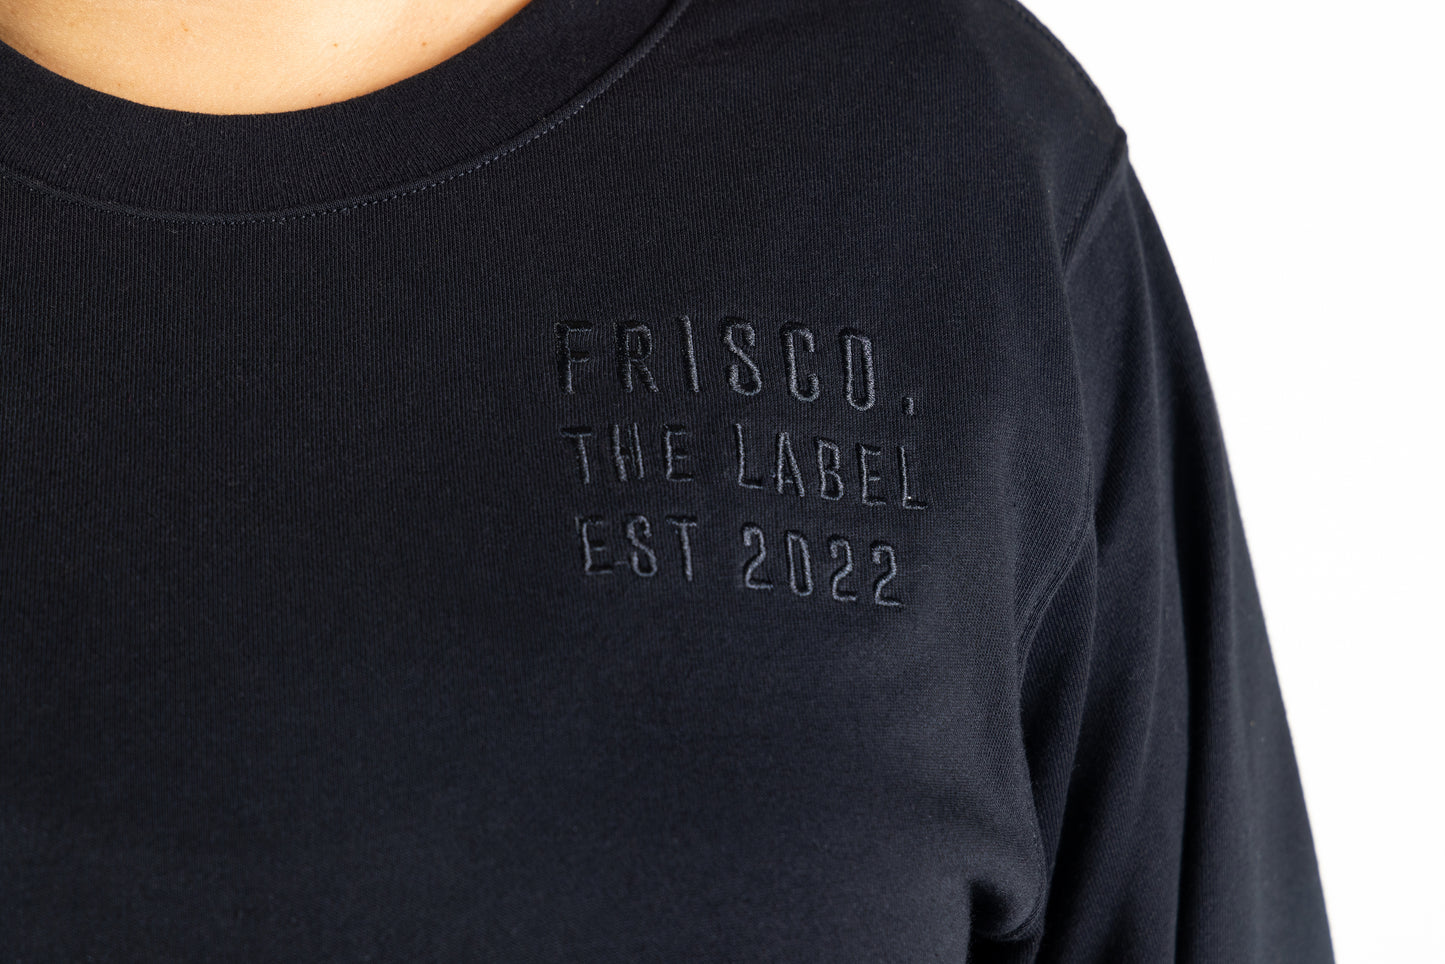 FRISCO.
THE LABEL
EST 2022